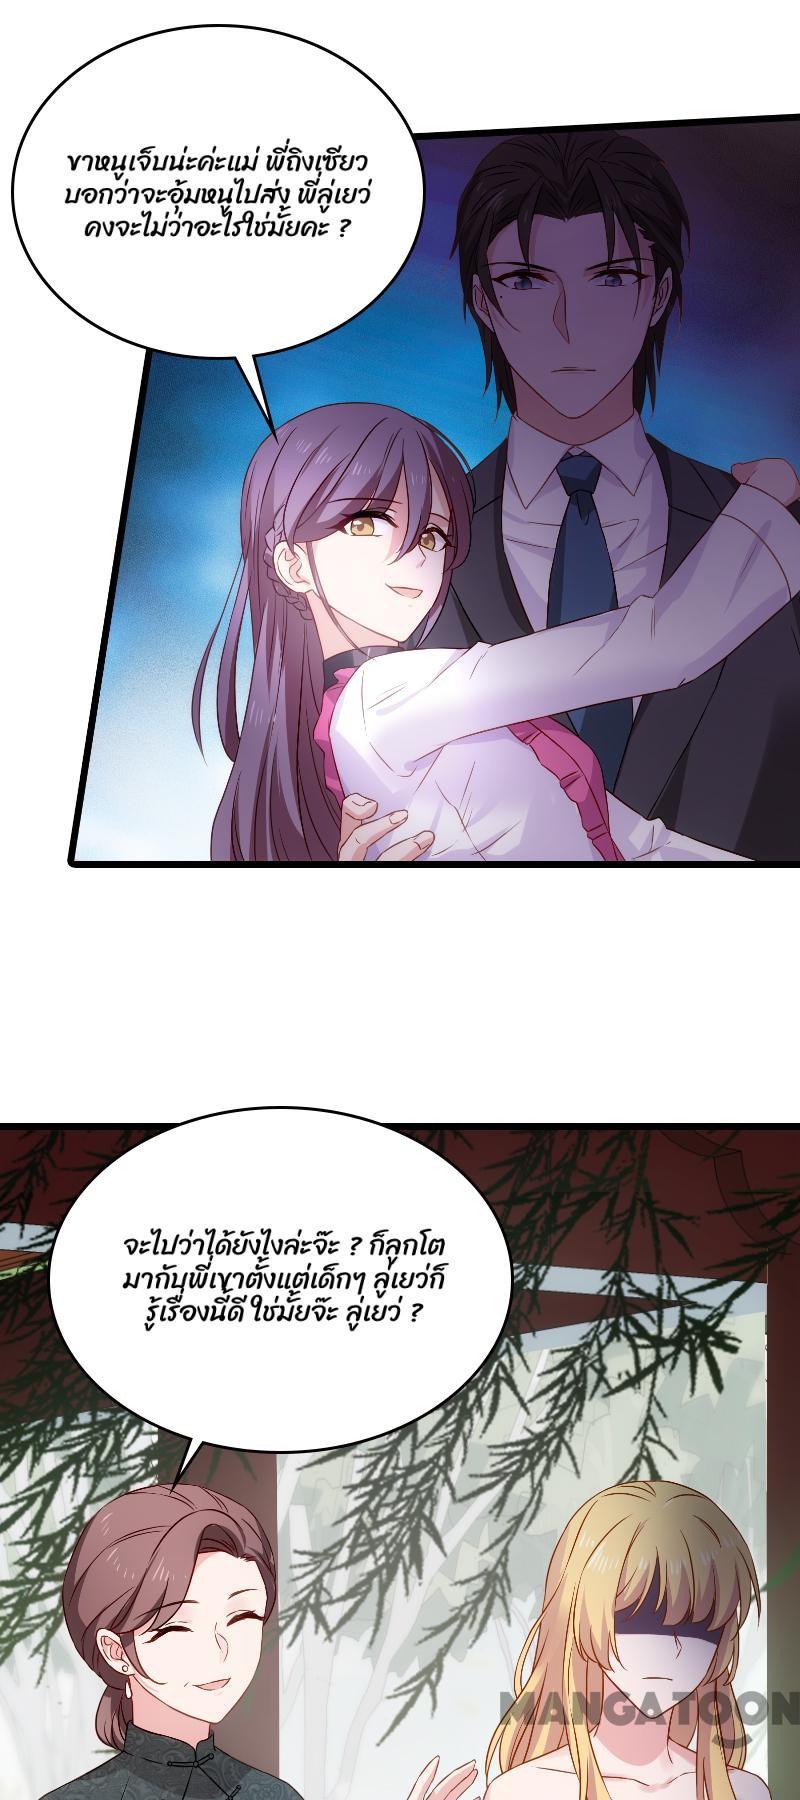 ขาหนูเจ็บน่ะค่ะแม่ พี่ถิงเซียว
บอกว่าจะอุ้มหนูไปส่ง พี่ลู่เยว่
คงจะไม่ว่าอะไรใช่มั้ยคะ ?
จะไปว่าได้ยังไงล่ะจ๊ะ ? ก็ลูกโต
มากับพี่เขาตั้งแต่เด็กๆ ลู่เยว่ก็
รู้เรื่องนี้ดี ใช่มั้ยจ๊ะ ลู่เยว่ ?
MANGATOON